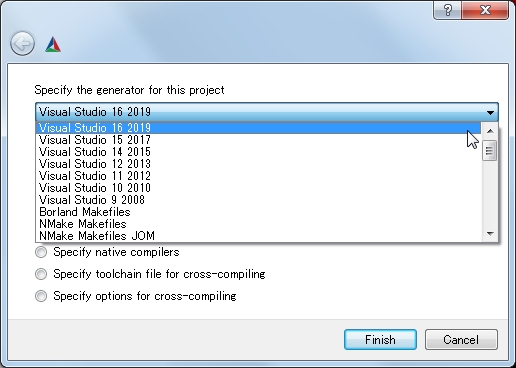 ?
Specify the generator for this project
Visual Studio 16 2019
Visual Studio 16 2019
Visual Studio 15 2017
Visual Studio 14 2015
Visual Studio 12 2013
Visual Studio 11 2012
Visual Studio 10 2010
Visual Studio 9 2008
Borland Makefiles
NMake Makefiles
NMake Makefiles JOM
Specify native compilers
Specify toolchain file for cross-compiling
Specify options for cross-compiling
Finish
Cancel